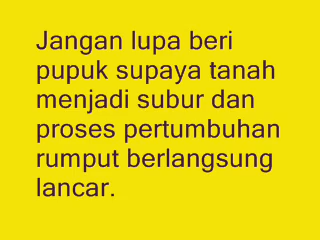 Jangan lupa beri
pupuk supaya tanah
menjadi subur dan
proses pertumbuhan
rumput berlangsung
lancar.